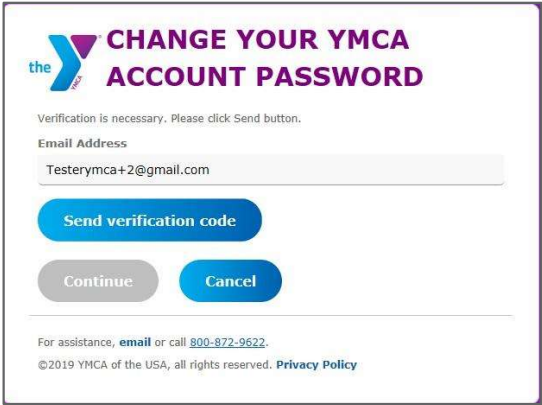 the YMCA
CHANGE YOUR YMCA
ACCOUNT PASSWORD
Verification is necessary. Please click Send button.
Email Address
Testerymca+2@gmail.com
Send verification code
Continue Cancel
For assistance, email or call 800-872-9622.
©2019 YMCA of the USA, all rights reserved. Privacy Policy